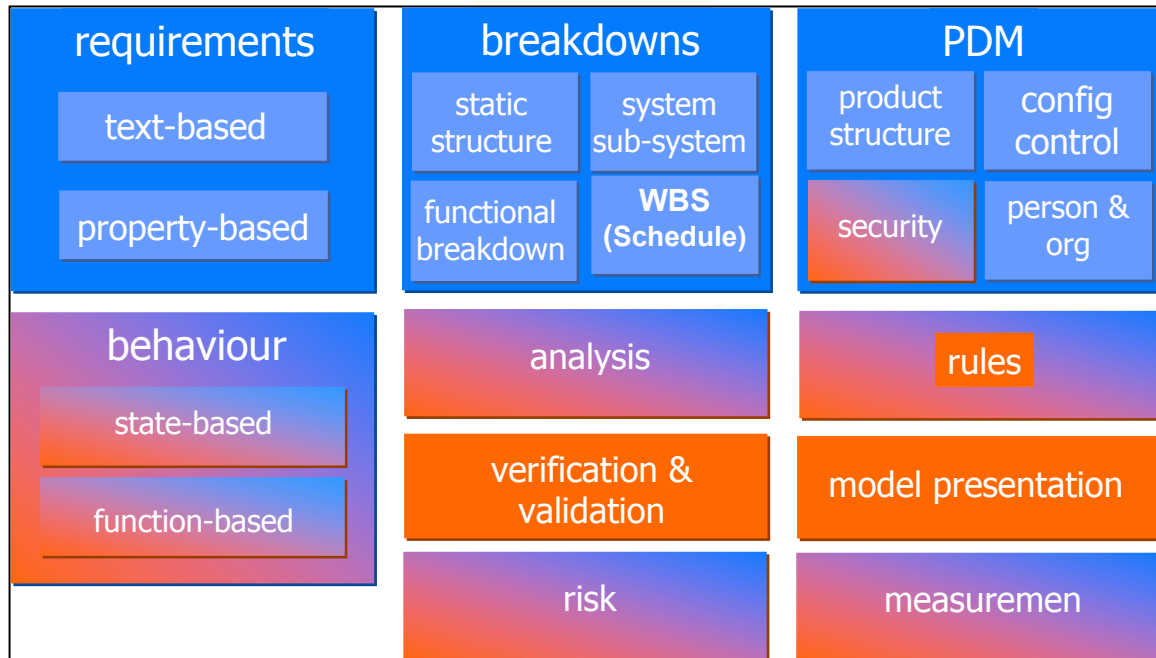 requirements
text-based
property-based
breakdowns
static
structure
system
sub-system
functional
breakdown
WBS
(Schedule)
PDM
product
structure
config
control
security
person &
org
behaviour
state-based
function-based
analysis
verification &
validation
risk
rules
model presentation
measuremen